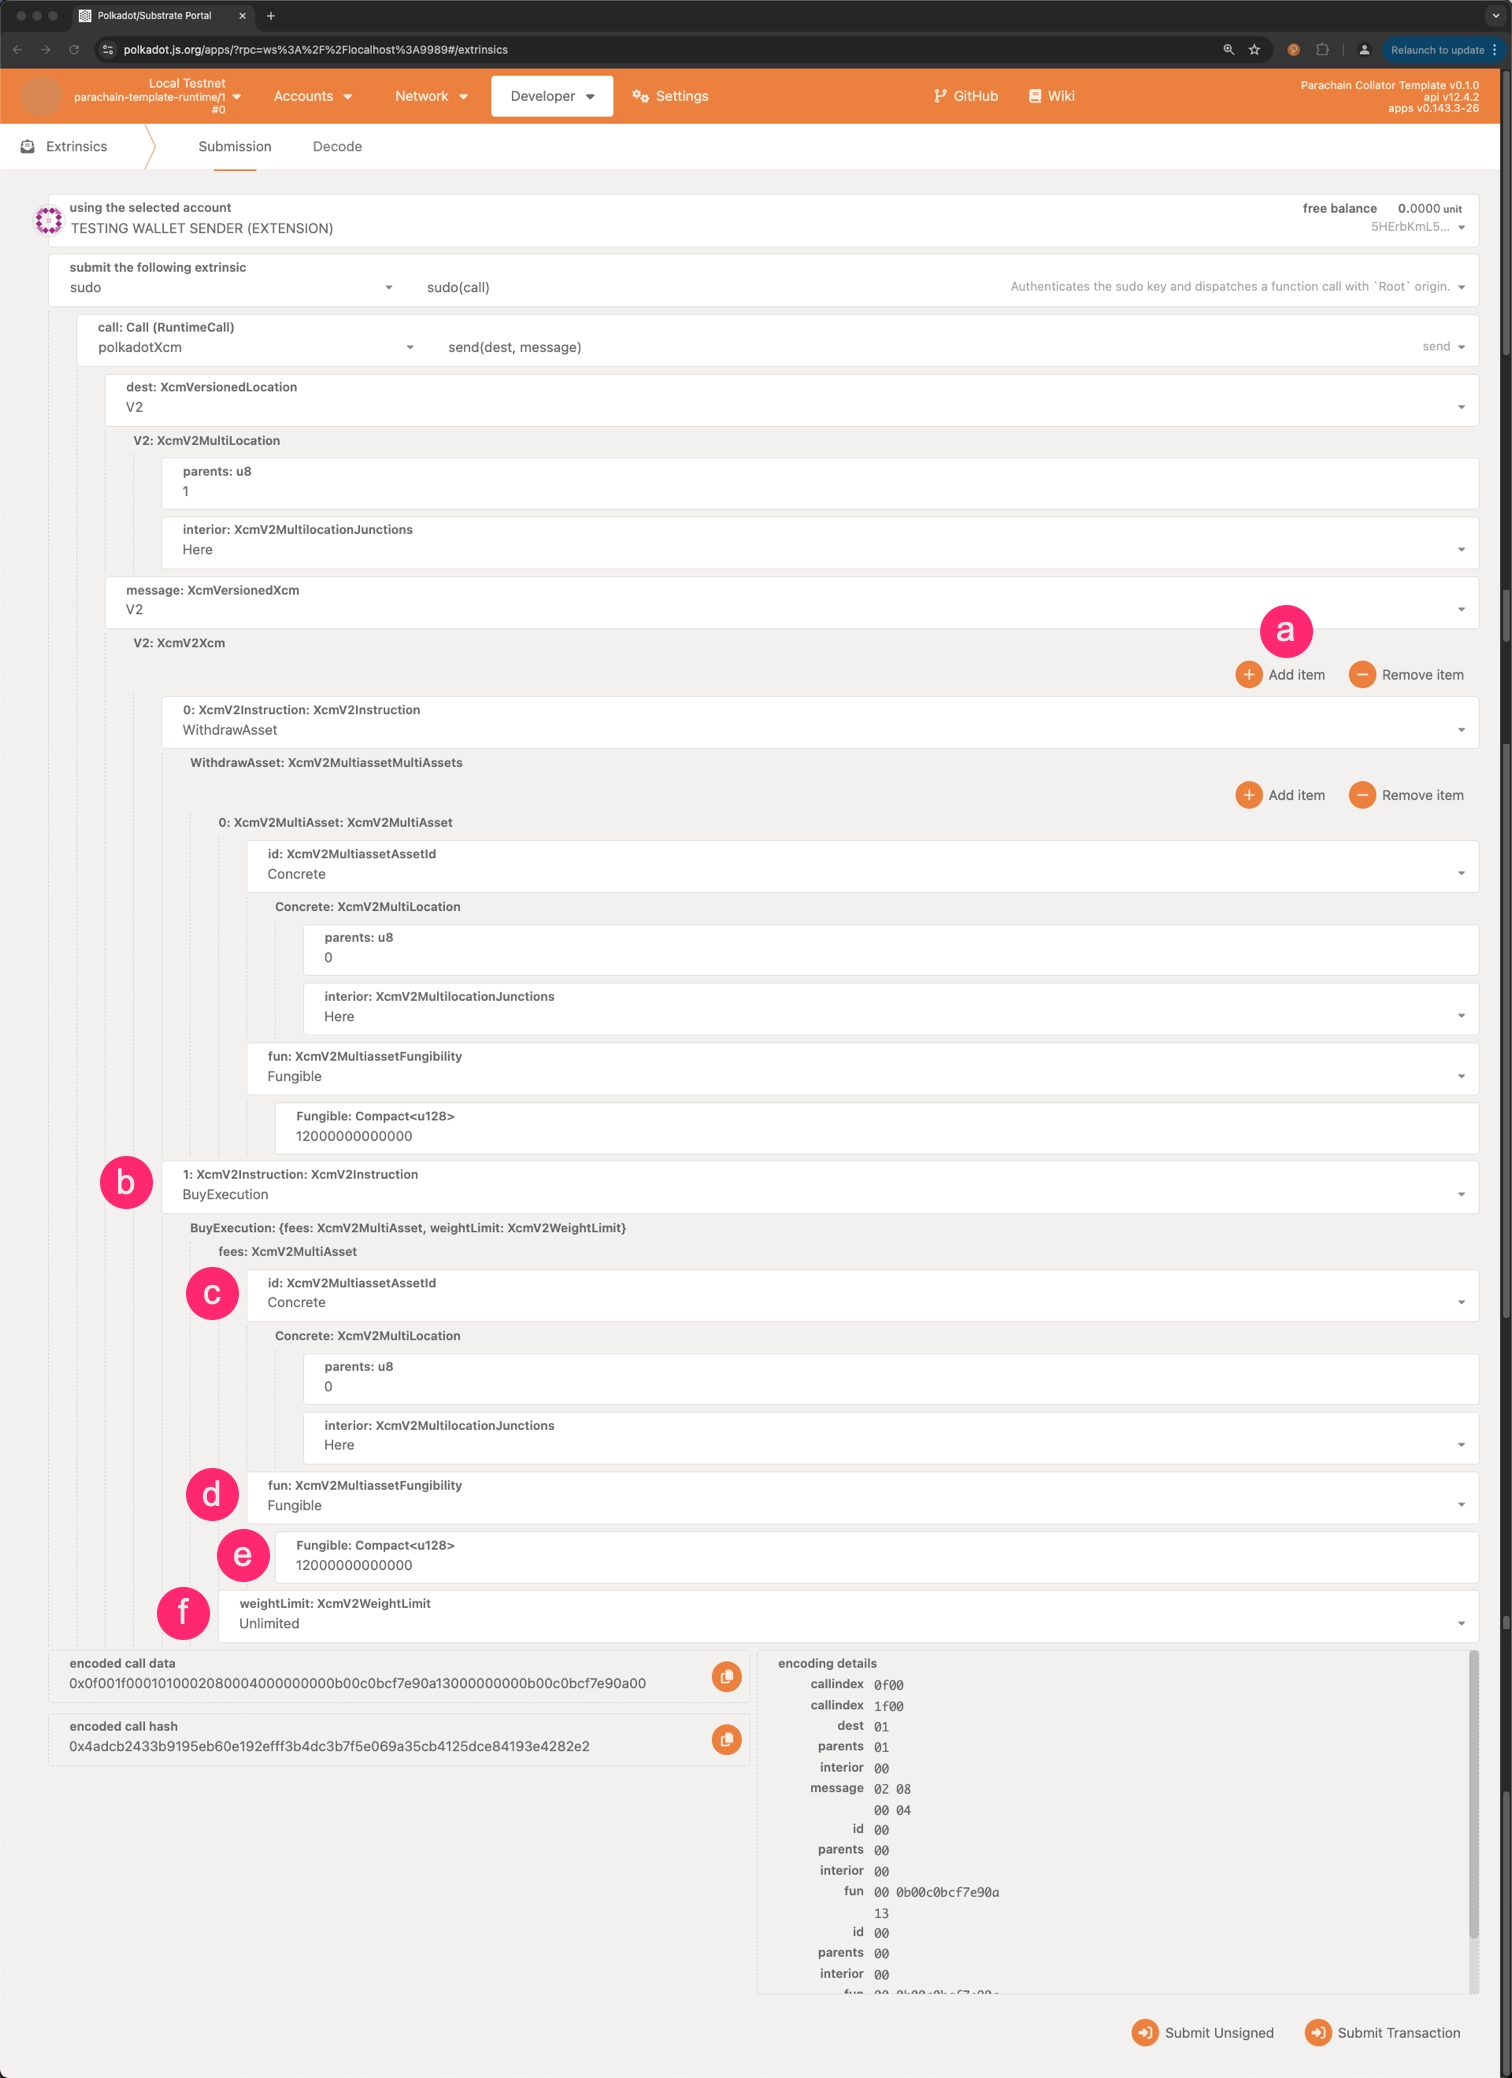 Polkadot/Substrate Portal
polkadot.js.org/apps/?rpc=ws%3A%2F%2Flocalhost%3A9989#/extrinsics
Relaunch to update
Local Testnet
parachain-template-runtime/1
#0
Accounts
Network
Developer
Settings
GitHub
Wiki
Parachain Collator Template v0.1.0
api v12.4.2
apps v0.143.3-26
Extrinsics
Submission
Decode
using the selected account
TESTING WALLET SENDER (EXTENSION)
free balance 0.0000 unit
5HErbKmL5...
submit the following extrinsic
sudo
sudo(call)
Authenticates the sudo key and dispatches a function call with `Root` origin.
call: Call (RuntimeCall)
polkadotXcm
send(dest, message)
send
dest: XcmVersionedLocation
V2
V2: XcmV2MultiLocation
parents: u8
1
interior: XcmV2MultilocationJunctions
Here
message: XcmVersionedXcm
V2
V2: XcmV2Xcm
a
Add item
Remove item
0: XcmV2Instruction: XcmV2Instruction
WithdrawAsset
WithdrawAsset: XcmV2MultiassetMultiAssets
Add item
Remove item
0: XcmV2MultiAsset: XcmV2MultiAsset
id: XcmV2MultiassetAssetId
Concrete
Concrete: XcmV2MultiLocation
parents: u8
0
interior: XcmV2MultilocationJunctions
Here
fun: XcmV2MultiassetFungibility
Fungible
Fungible: Compact<u128>
12000000000000
b
1: XcmV2Instruction: XcmV2Instruction
BuyExecution
BuyExecution: {fees: XcmV2MultiAsset, weightLimit: XcmV2WeightLimit}
fees: XcmV2MultiAsset
c
id: XcmV2MultiassetAssetId
Concrete
Concrete: XcmV2MultiLocation
parents: u8
0
interior: XcmV2MultilocationJunctions
Here
d
fun: XcmV2MultiassetFungibility
Fungible
e
Fungible: Compact<u128>
12000000000000
f
weightLimit: XcmV2WeightLimit
Unlimited
encoded call data
0x0f001f0001010002080004000000000b00c0bcf7e90a13000000000b00c0bcf7e90a00
encoded call hash
0x4adcb2433b9195eb60e192efff3b4dc3b7f5e069a35cb4125dce84193e4282e2
encoding details
callindex 0f00
callindex 1f00
dest 01
parents 01
interior 00
message 02 08
00 04
id 00
parents 00
interior 00
fun 00 0b00c0bcf7e90a
13
id 00
parents 00
interior 00
Submit Unsigned
Submit Transaction